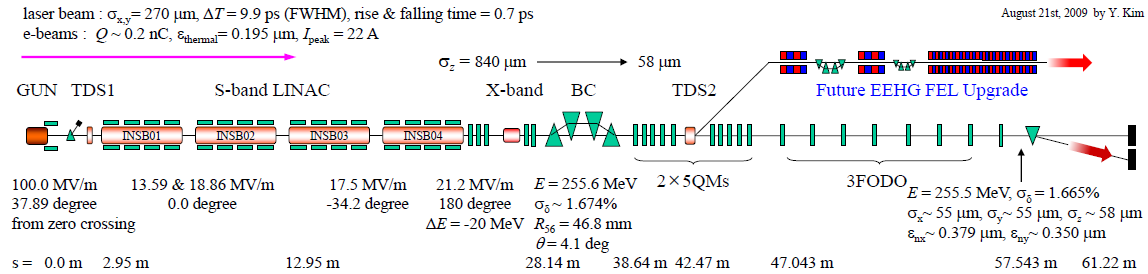 laser beam : σx,y= 270 μm, ΔT = 9.9 ps (FWHM), rise & falling time = 0.7 ps
August 21st, 2009 by Y. Kim
e-beams : Q ~ 0.2 nC, εthermal= 0.195 μm, Ipeak = 22 A
σz = 840 μm 58 μm
GUN TDS1 S-band LINAC X-band BC TDS2
Future EEHG FEL Upgrade
INSB01 INSB02 INSB03 INSB04
2×5QMs 3FODO
100.0 MV/m 13.59 & 18.86 MV/m 17.5 MV/m 21.2 MV/m E = 255.6 MeV
37.89 degree 0.0 degree -34.2 degree 180 degree σδ ~ 1.674%
from zero crossing ΔE = -20 MeV R56 = 46.8 mm
θ = 4.1 deg
E = 255.5 MeV, σδ = 1.665%
σx~ 55 μm, σy~ 55 μm, σz ~ 58 μm
εnx~ 0.379 μm, εny~ 0.350 μm
s = 0.0 m 2.95 m 12.95 m 28.14 m 38.64 m 42.47 m 47.043 m 57.543 m 61.22 m